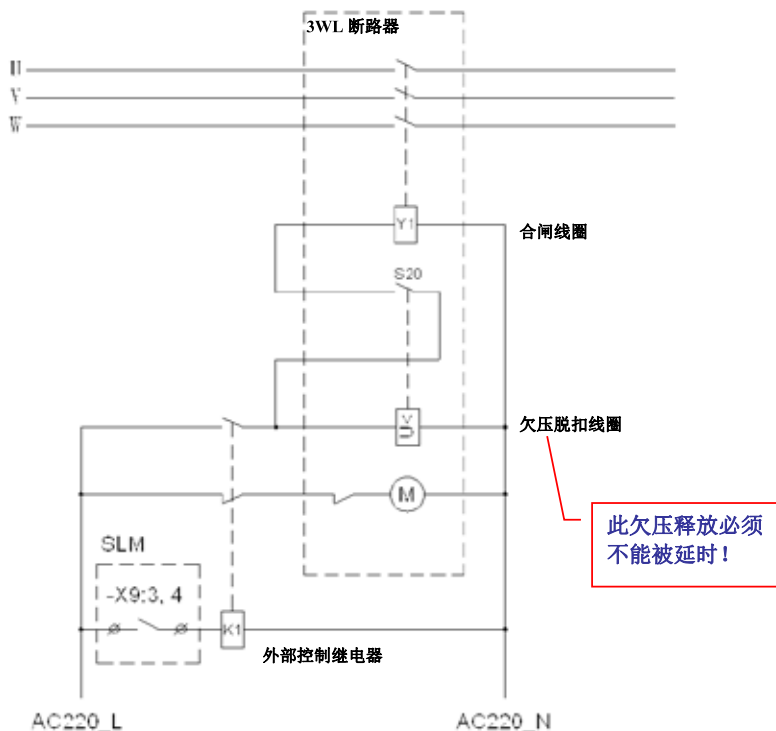 3WL 断路器
U
V
W
Y1
合闸线圈
S20
U<
欠压脱扣线圈
M
此欠压释放必须
不能被延时！
SLM
-X9:3, 4
K1
外部控制继电器
AC220_L
AC220_N